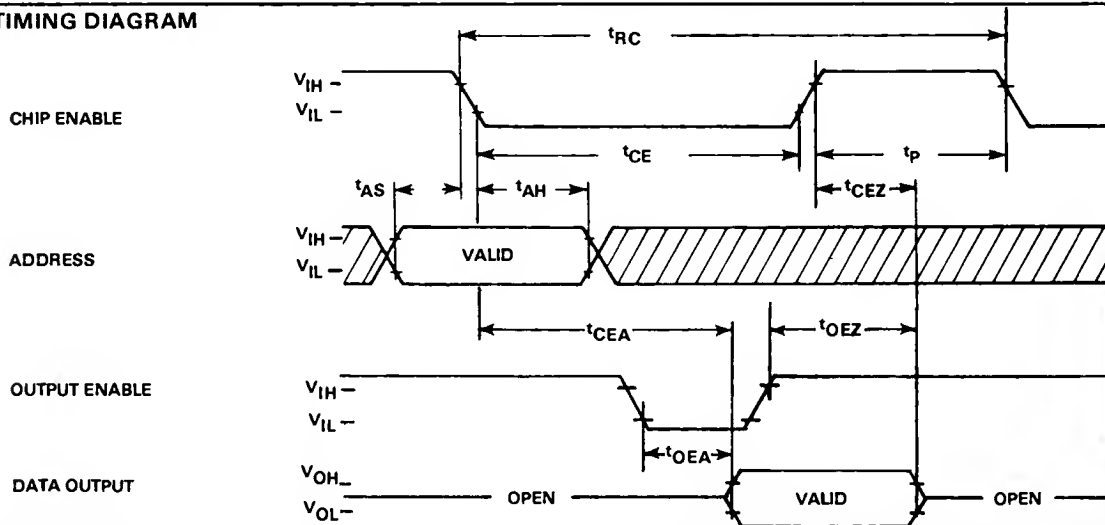 TIMING DIAGRAM
tRC
VIH
CHIP ENABLE
VIL
tCE
tP
tAS
tAH
tCEZ
VIH
ADDRESS
VALID
VIL
tCEA
tOEZ
OUTPUT ENABLE
VIH
VIL
tOEA
VOH
DATA OUTPUT
OPEN
VALID
OPEN
VOL